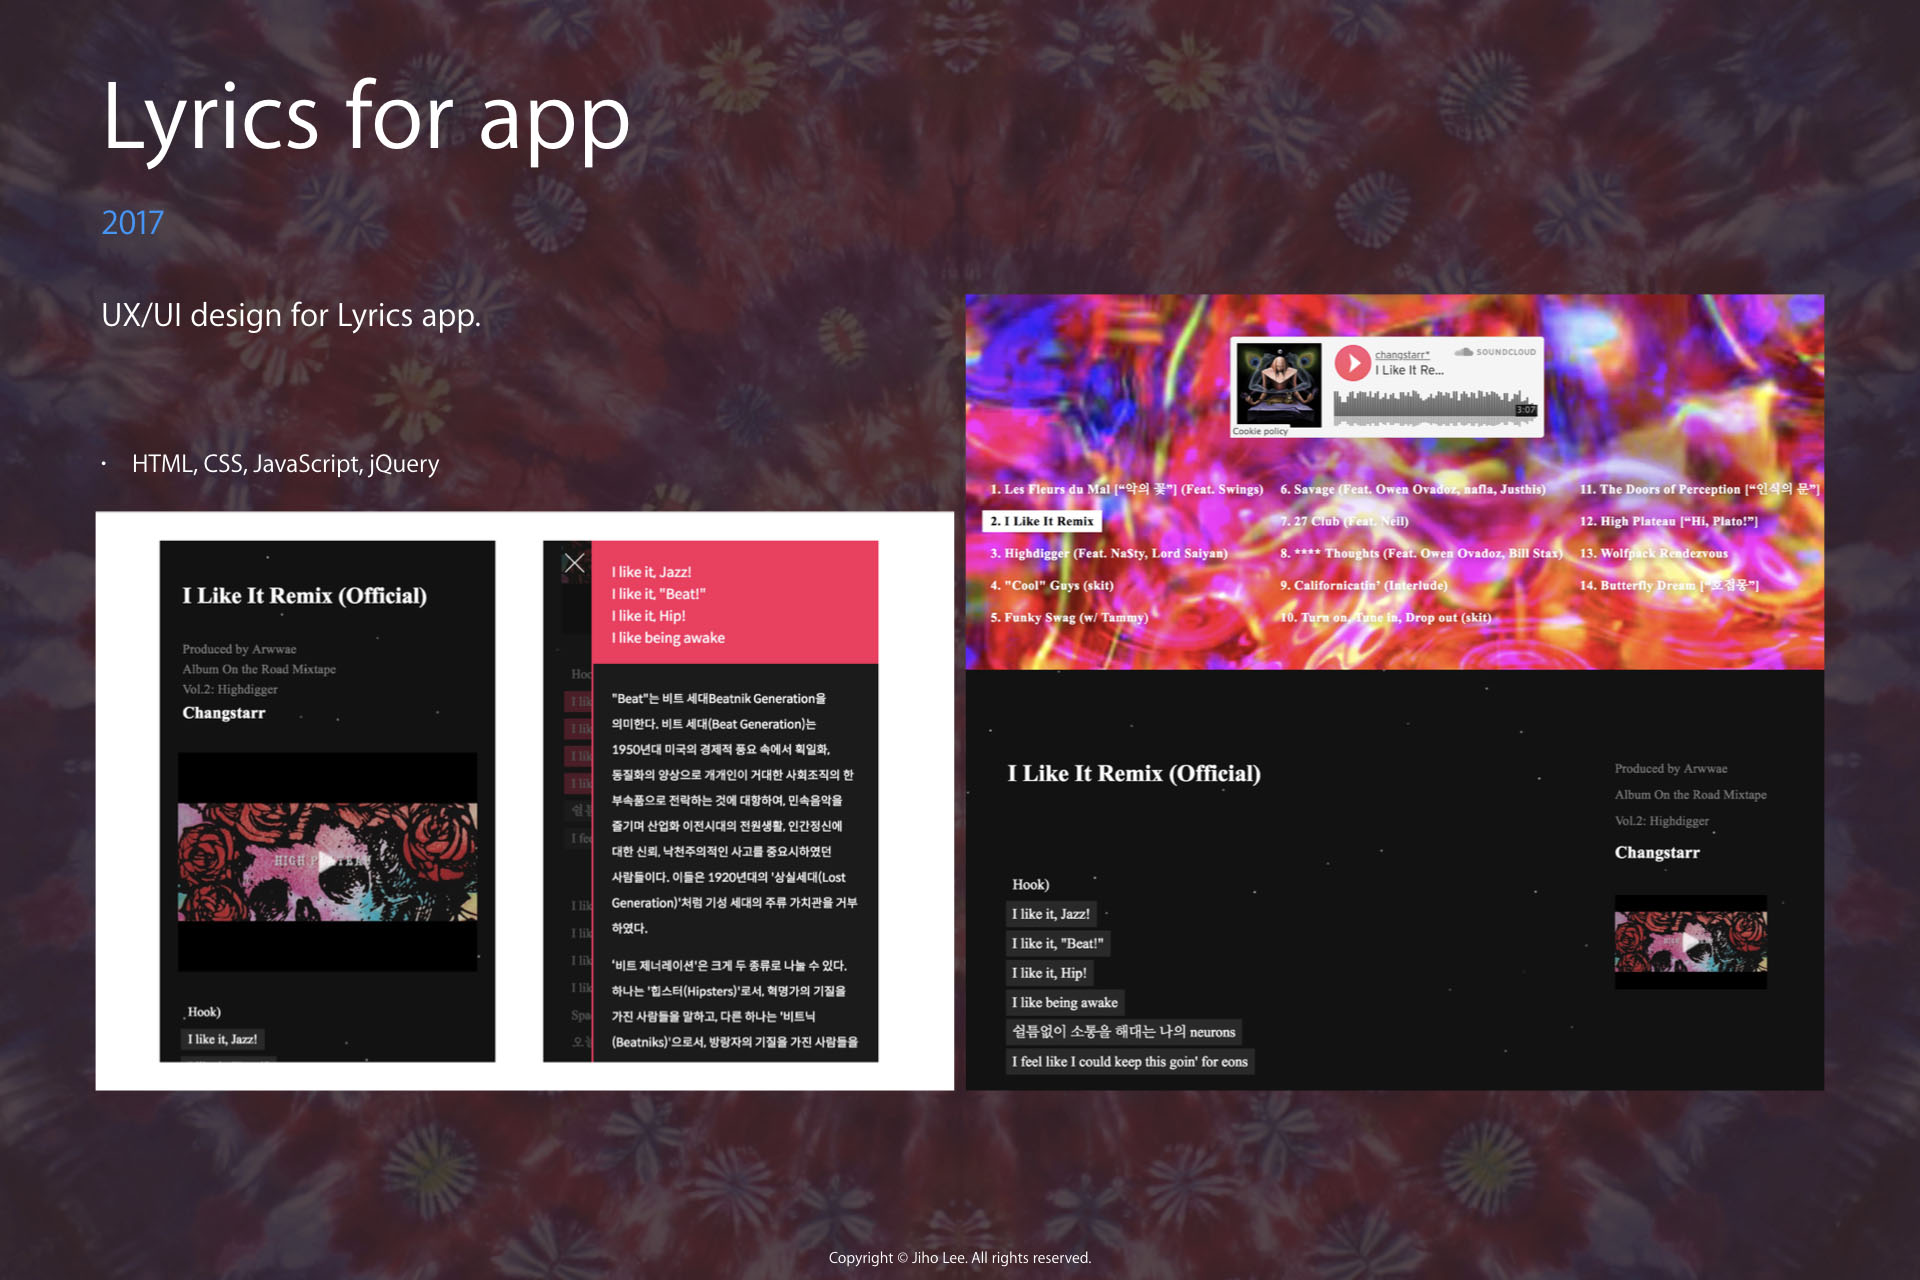 Lyrics for app
2017
UX/UI design for Lyrics app.
• HTML, CSS, JavaScript, jQuery
I Like It Remix (Official)
Produced by Arwwae
Album On the Road Mixtape
Vol.2: Highdigger
Changstarr
HIGH PLATEAU
Hook)
I like it, Jazz!
I like it, Jazz!
I like it, "Beat!"
I like it, Hip!
I like being awake
"Beat"는 비트 세대Beatnik Generation을
의미한다. 비트 세대(Beat Generation)는
1950년대 미국의 경제적 풍요 속에서 획일화,
동질화의 양상으로 개개인이 거대한 사회조직의 한
부속품으로 전락하는 것에 대항하여, 민속음악을
즐기며 산업화 이전시대의 전원생활, 인간정신에
대한 신뢰, 낙천주의적인 사고를 중요시하였던
사람들이다. 이들은 1920년대의 '상실세대(Lost
Generation)'처럼 기성 세대의 주류 가치관을 거부
하였다.
'비트 제너레이션'은 크게 두 종류로 나눌 수 있다.
하나는 '힙스터(Hipsters)'로서, 혁명가의 기질을
가진 사람들을 말하고, 다른 하나는 '비트닉
(Beatniks)'으로서, 방랑자의 기질을 가진 사람들을
changstarr*
SOUNDCLOUD
I Like It Re...
3:07
Cookie policy
1. Les Fleurs du Mal [“악의 꽃”] (Feat. Swings)
2. I Like It Remix
3. Highdigger (Feat. Na$ty, Lord Saiyan)
4. "Cool" Guys (skit)
5. Funky Swag (w/ Tammy)
6. Savage (Feat. Owen Ovadoz, nafla, Justhis)
7. 27 Club (Feat. Neil)
8. **** Thoughts (Feat. Owen Ovadoz, Bill Stax)
9. Californicatin’ (Interlude)
10. Turn on, Tune in, Drop out (skit)
11. The Doors of Perception [“인식의 문”]
12. High Plateau [“Hi, Plato!”]
13. Wolfpack Rendezvous
14. Butterfly Dream [“호접몽”]
I Like It Remix (Official)
Produced by Arwwae
Album On the Road Mixtape
Vol.2: Highdigger
Changstarr
Hook)
I like it, Jazz!
I like it, "Beat!"
I like it, Hip!
I like being awake
쉴틈없이 소통을 해대는 나의 neurons
I feel like I could keep this goin' for eons
Copyright © Jiho Lee. All rights reserved.